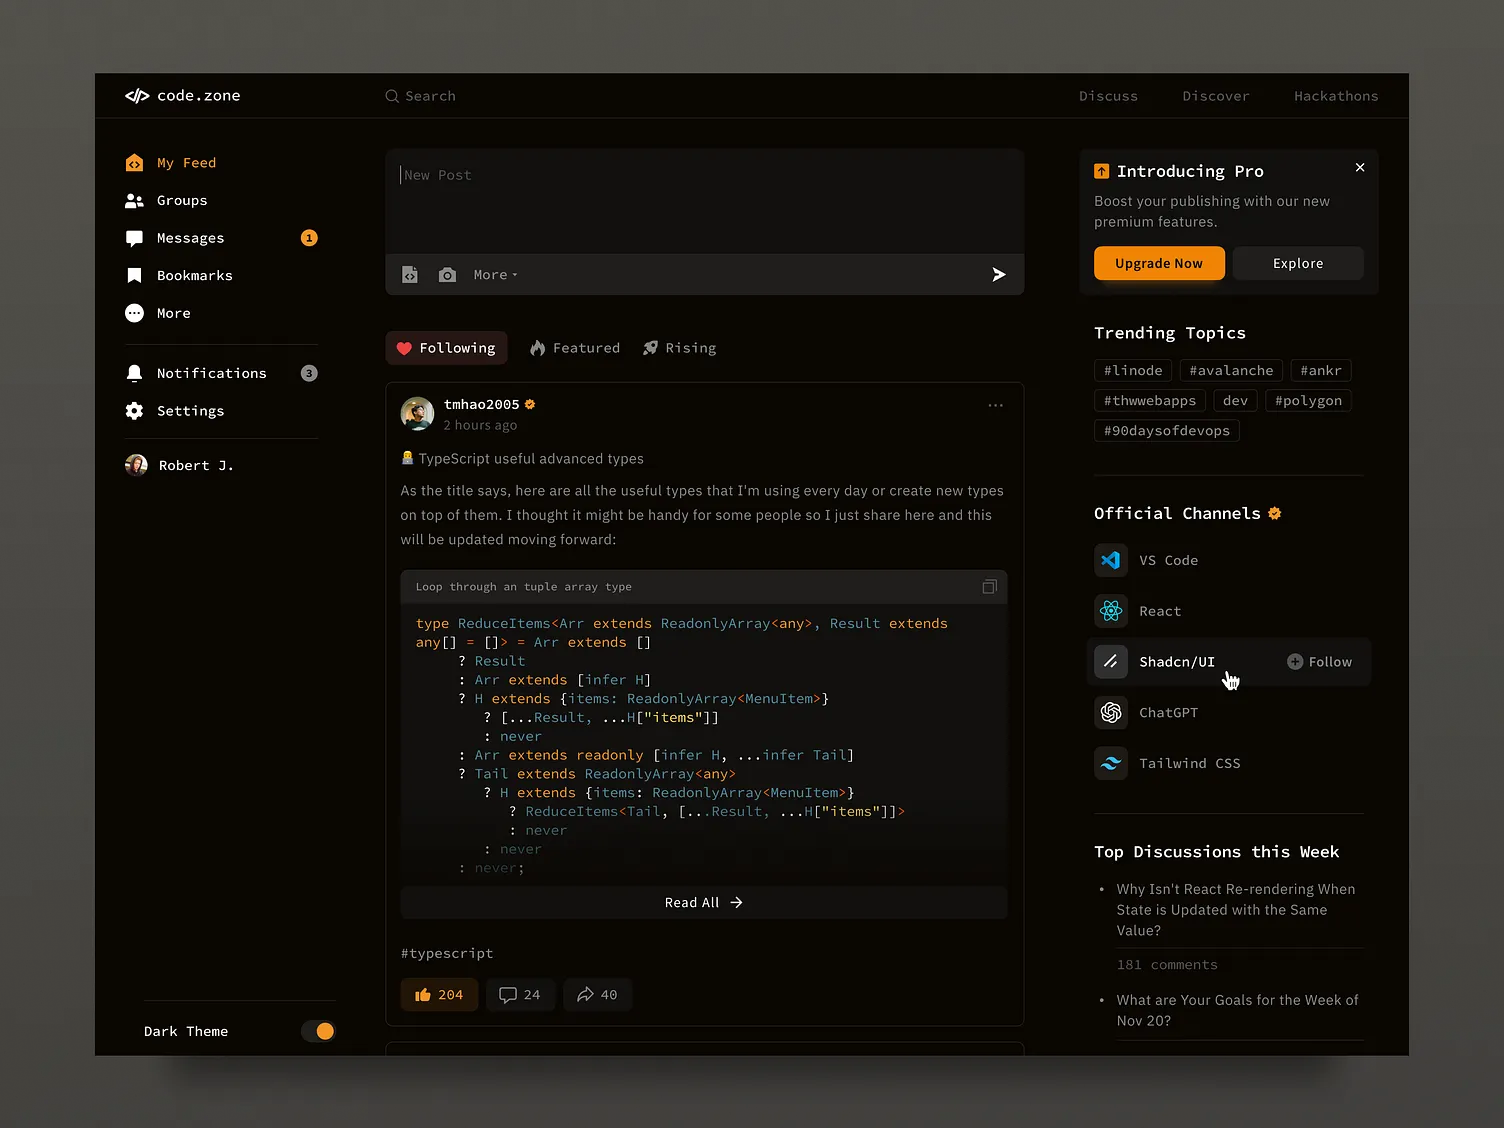 code.zone
Search
Discuss
Discover
Hackathons
My Feed
Groups
Messages
1
Bookmarks
More
Notifications
3
Settings
Robert J.
Dark Theme
New Post
More
Following
Featured
Rising
tmhao2005
2 hours ago
TypeScript useful advanced types
As the title says, here are all the useful types that I'm using every day or create new types
on top of them. I thought it might be handy for some people so I just share here and this
will be updated moving forward:
Loop through an tuple array type
type ReduceItems<Arr extends ReadonlyArray<any>, Result extends
any[] = []> = Arr extends []
? Result
: Arr extends [infer H]
? H extends {items: ReadonlyArray<MenuItem>}
? [...Result, ...H["items"]]
: never
: Arr extends readonly [infer H, ...infer Tail]
? Tail extends ReadonlyArray<any>
? H extends {items: ReadonlyArray<MenuItem>}
? ReduceItems<Tail, [...Result, ...H["items"]]>
: never
: never
: never;
Read All →
#typescript
204
24
40
Introducing Pro
Boost your publishing with our new
premium features.
Upgrade Now
Explore
Trending Topics
#linode
#avalanche
#ankr
#thwwebapps
dev
#polygon
#90daysofdevops
Official Channels
VS Code
React
Shadcn/UI
Follow
ChatGPT
Tailwind CSS
Top Discussions this Week
• Why Isn't React Re-rendering When
State is Updated with the Same
Value?
181 comments
• What are Your Goals for the Week of
Nov 20?